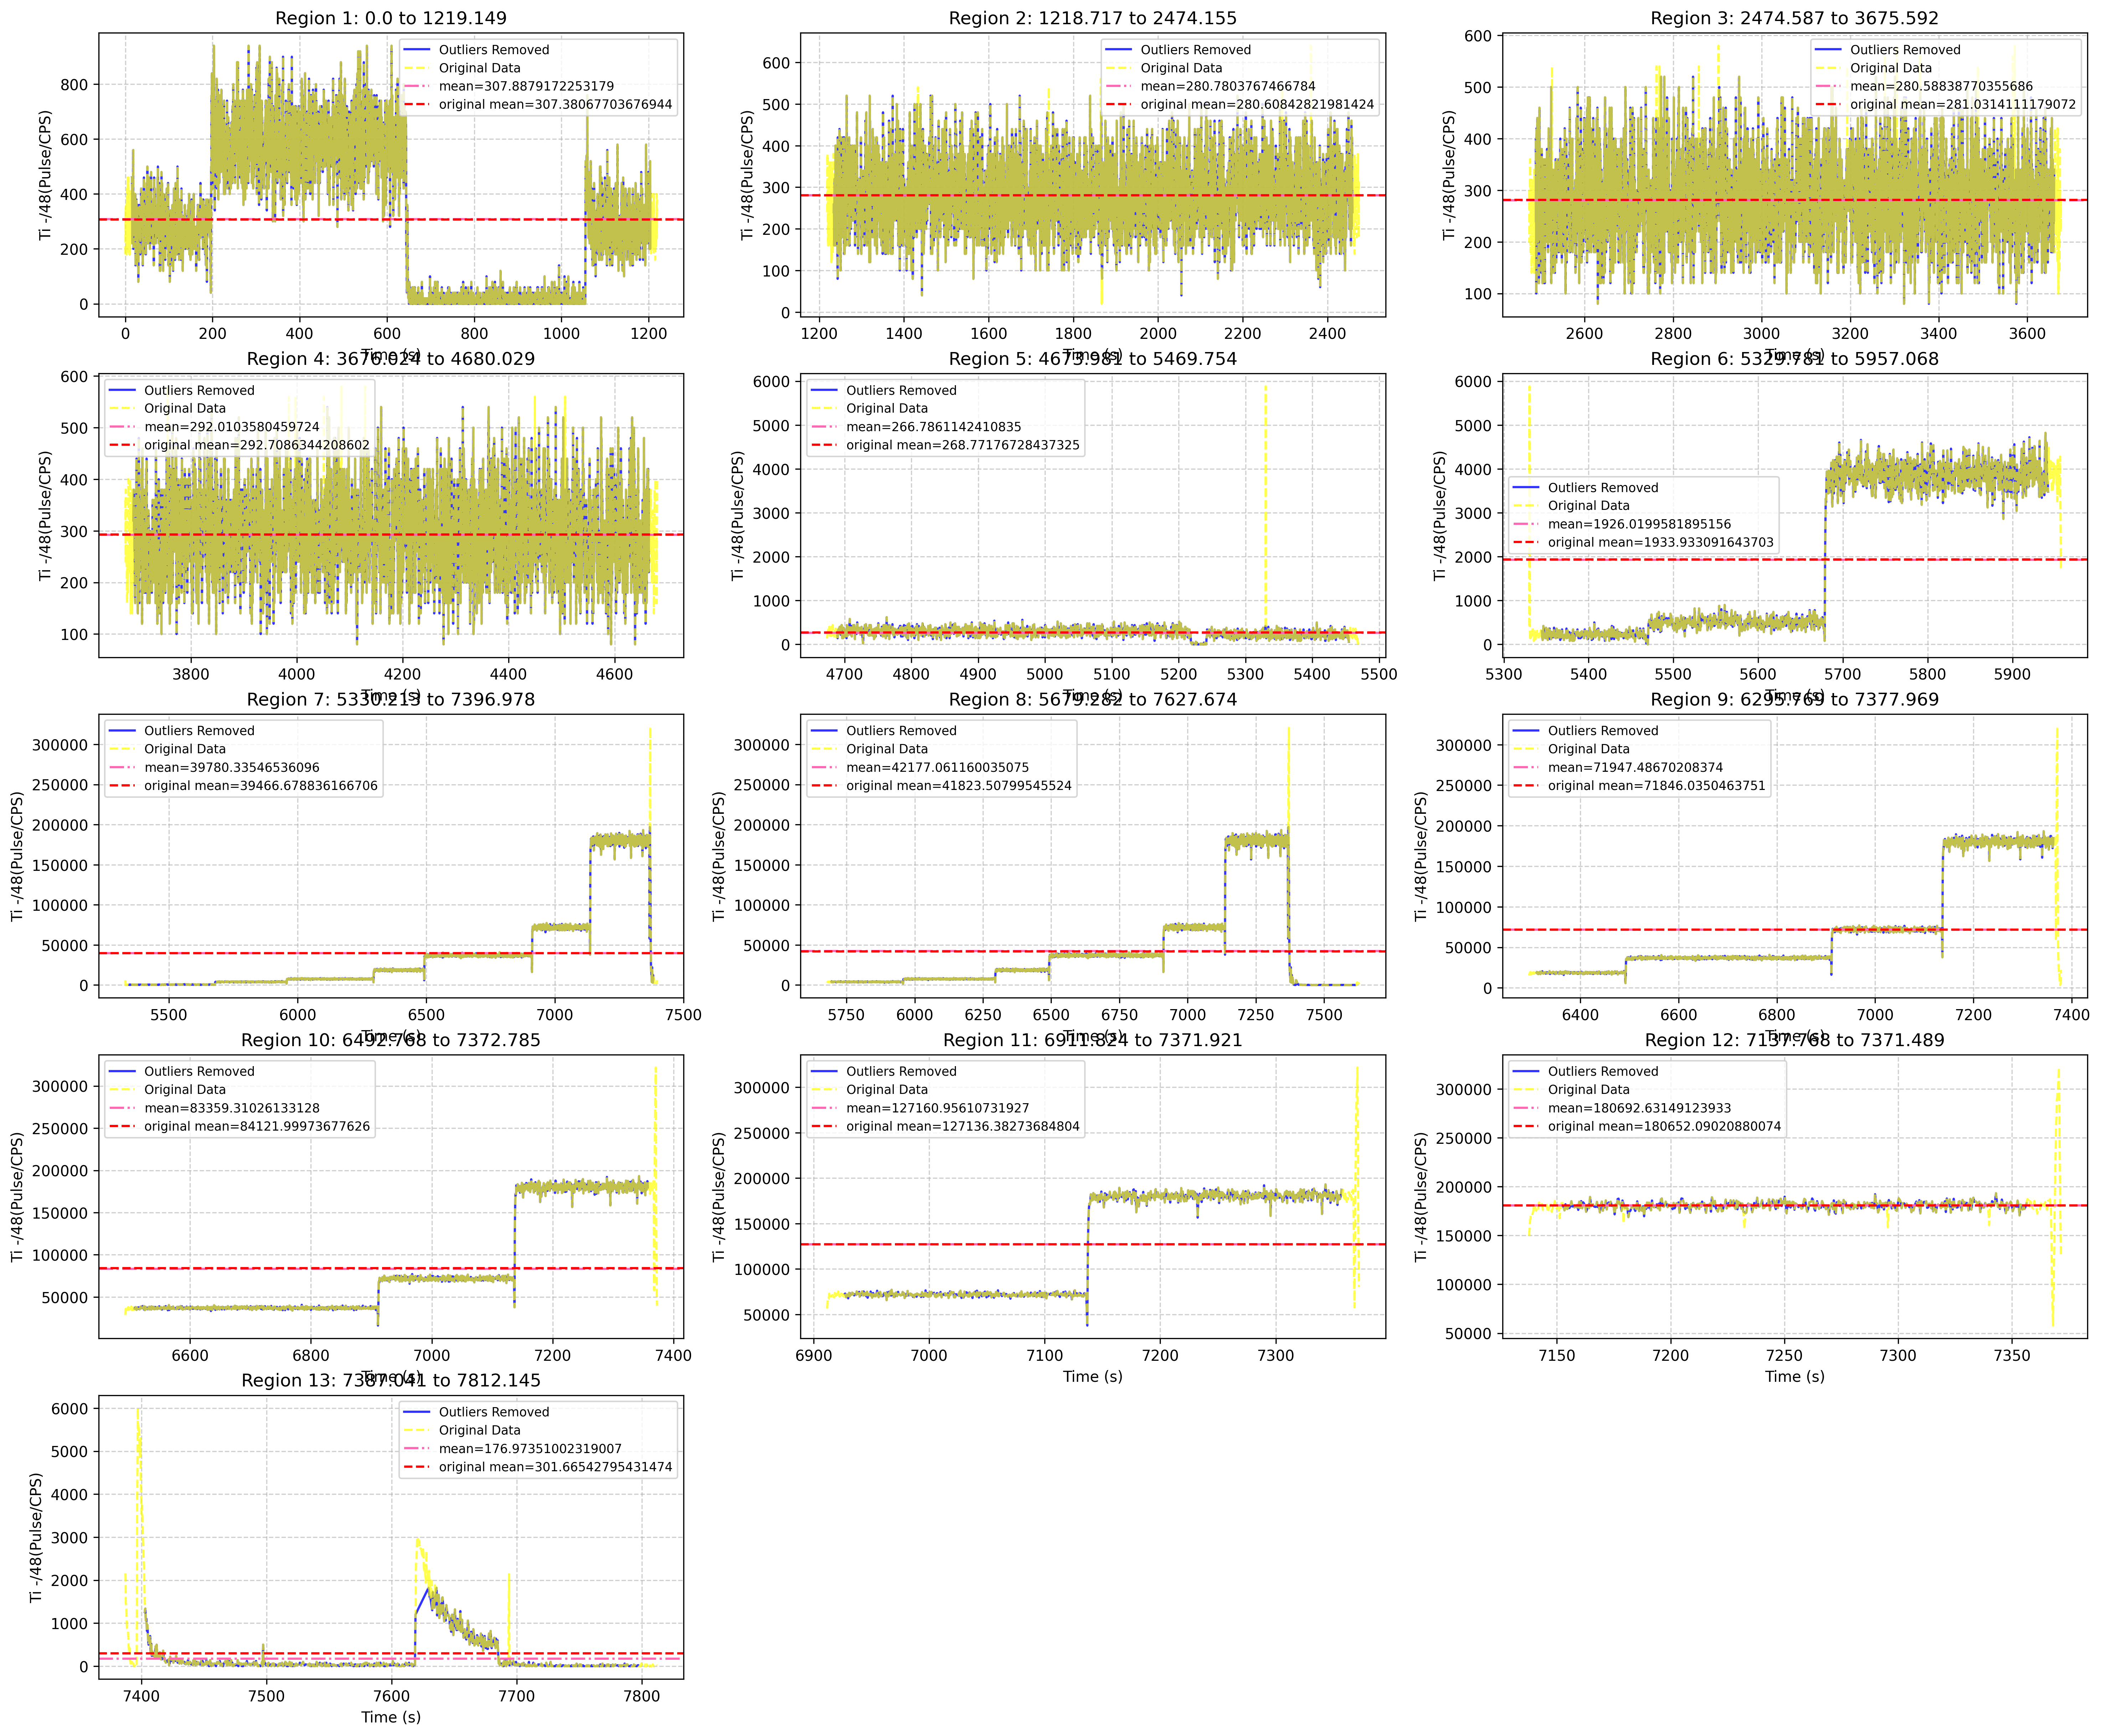 Region 1: 0.0 to 1219.149
Ti -/48(Pulse/CPS)
800
600
400
200
0
Outliers Removed
Original Data
mean=307.8879172253179
original mean=307.38067703676944
0 200 400 600 800 1000 1200
Time (s)
Region 2: 1218.717 to 2474.155
Ti -/48(Pulse/CPS)
600
500
400
300
200
100
0
Outliers Removed
Original Data
mean=280.7803767466784
original mean=280.60842821981424
1200 1400 1600 1800 2000 2200 2400
Time (s)
Region 3: 2474.587 to 3675.592
Ti -/48(Pulse/CPS)
600
500
400
300
200
100
Outliers Removed
Original Data
mean=280.58838770355686
original mean=281.0314111179072
2600 2800 3000 3200 3400 3600
Time (s)
Region 4: 3676.024 to 4680.029
Ti -/48(Pulse/CPS)
600
500
400
300
200
100
Outliers Removed
Original Data
mean=292.0103580459724
original mean=292.7086344208602
3800 4000 4200 4400 4600
Time (s)
Region 5: 4673.981 to 5469.754
Ti -/48(Pulse/CPS)
6000
5000
4000
3000
2000
1000
0
Outliers Removed
Original Data
mean=266.7861142410835
original mean=268.77176728437325
4700 4800 4900 5000 5100 5200 5300 5400 5500
Time (s)
Region 6: 5329.781 to 5957.068
Ti -/48(Pulse/CPS)
6000
5000
4000
3000
2000
1000
0
Outliers Removed
Original Data
mean=1926.0199581895156
original mean=1933.933091643703
5300 5400 5500 5600 5700 5800 5900
Time (s)
Region 7: 5330.213 to 7396.978
Ti -/48(Pulse/CPS)
300000
250000
200000
150000
100000
50000
0
Outliers Removed
Original Data
mean=39780.33546536096
original mean=39466.678836166706
5500 6000 6500 7000 7500
Time (s)
Region 8: 5679.282 to 7627.674
Ti -/48(Pulse/CPS)
300000
250000
200000
150000
100000
50000
0
Outliers Removed
Original Data
mean=42177.061160035075
original mean=41823.50799545524
5750 6000 6250 6500 6750 7000 7250 7500
Time (s)
Region 9: 6295.769 to 7377.969
Ti -/48(Pulse/CPS)
300000
250000
200000
150000
100000
50000
0
Outliers Removed
Original Data
mean=71947.48670208374
original mean=71846.0350463751
6400 6600 6800 7000 7200 7400
Time (s)
Region 10: 6492.768 to 7372.785
Ti -/48(Pulse/CPS)
300000
250000
200000
150000
100000
50000
Outliers Removed
Original Data
mean=83359.31026133128
original mean=84121.99973677626
6600 6800 7000 7200 7400
Time (s)
Region 11: 6911.824 to 7371.921
Ti -/48(Pulse/CPS)
300000
250000
200000
150000
100000
50000
Outliers Removed
Original Data
mean=127160.95610731927
original mean=127136.38273684804
6900 7000 7100 7200 7300
Time (s)
Region 12: 7137.768 to 7371.489
Ti -/48(Pulse/CPS)
300000
250000
200000
150000
100000
50000
Outliers Removed
Original Data
mean=180692.63149123933
original mean=180652.09020880074
7150 7200 7250 7300 7350
Time (s)
Region 13: 7387.041 to 7812.145
Ti -/48(Pulse/CPS)
6000
5000
4000
3000
2000
1000
0
Outliers Removed
Original Data
mean=176.97351002319007
original mean=301.66542795431474
7400 7500 7600 7700 7800
Time (s)